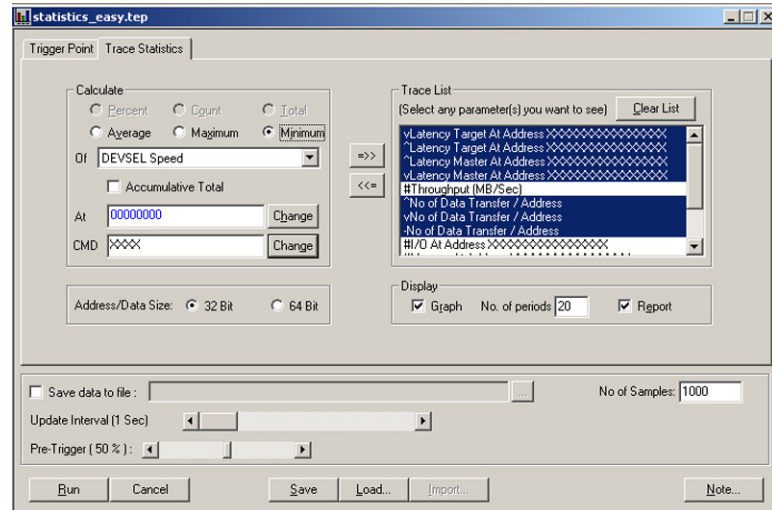 statistics_easy.tep
Trigger Point Trace Statistics
Calculate
Percent Count Total
Average Maximum Minimum
Of DEVSEL Speed
Accumulative Total
At 00000000 Change
CMD XXXX Change
Address/Data Size: 32 Bit 64 Bit
=>>
<<=
Trace List
(Select any parameter(s) you want to see) Clear List
vLatency Target At Address XXXXXXXXXXXXXXXX
^Latency Target At Address XXXXXXXXXXXXXXXX
^Latency Master At Address XXXXXXXXXXXXXXXX
vLatency Master At Address XXXXXXXXXXXXXXXX
#Throughput (MB/Sec)
^No of Data Transfer / Address
vNo of Data Transfer / Address
-No of Data Transfer / Address
#I/O At Address XXXXXXXXXXXXXXXX
Display
Graph No. of periods 20 Report
Save data to file : ... No of Samples: 1000
Update Interval (1 Sec)
Pre-Trigger ( 50 % ) :
Run Cancel Save Load... Import... Note...